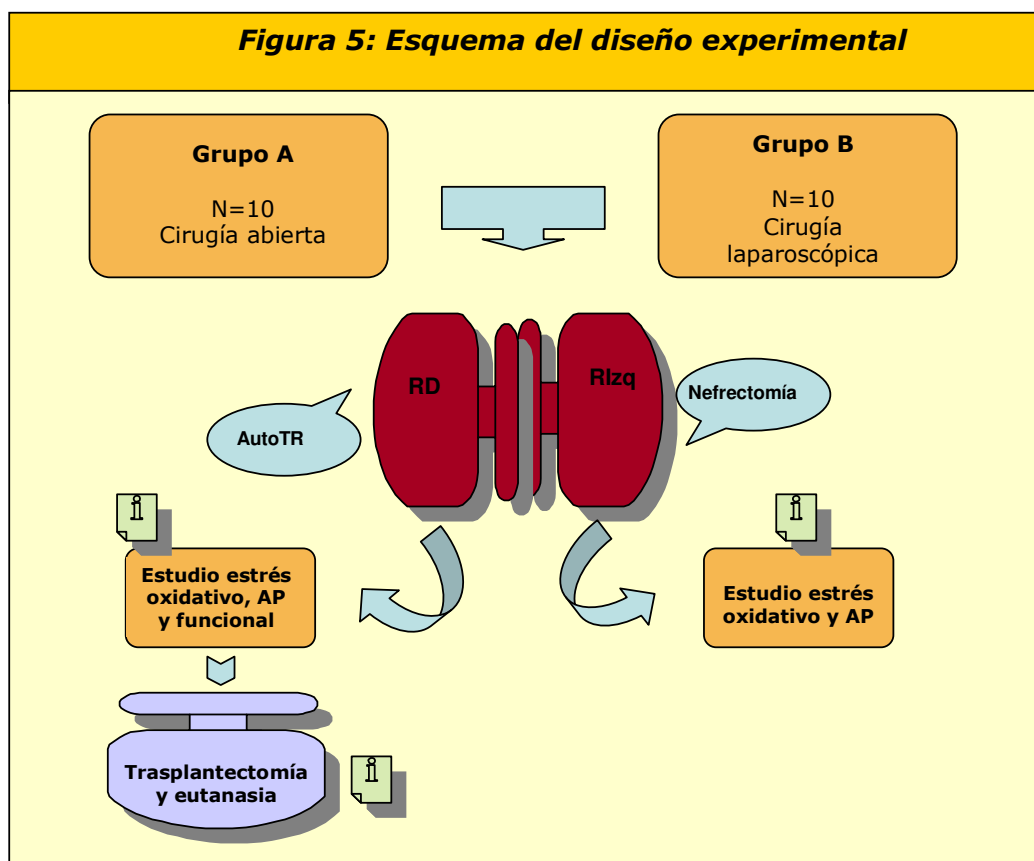 Figura 5: Esquema del diseño experimental
Grupo A
N=10
Cirugía abierta
Grupo B
N=10
Cirugía
laparoscópica
RD
RIzq
Nefrectomía
AutoTR
Estudio estrés
oxidativo, AP
y funcional
Estudio estrés
oxidativo y AP
Trasplantectomía
y eutanasia